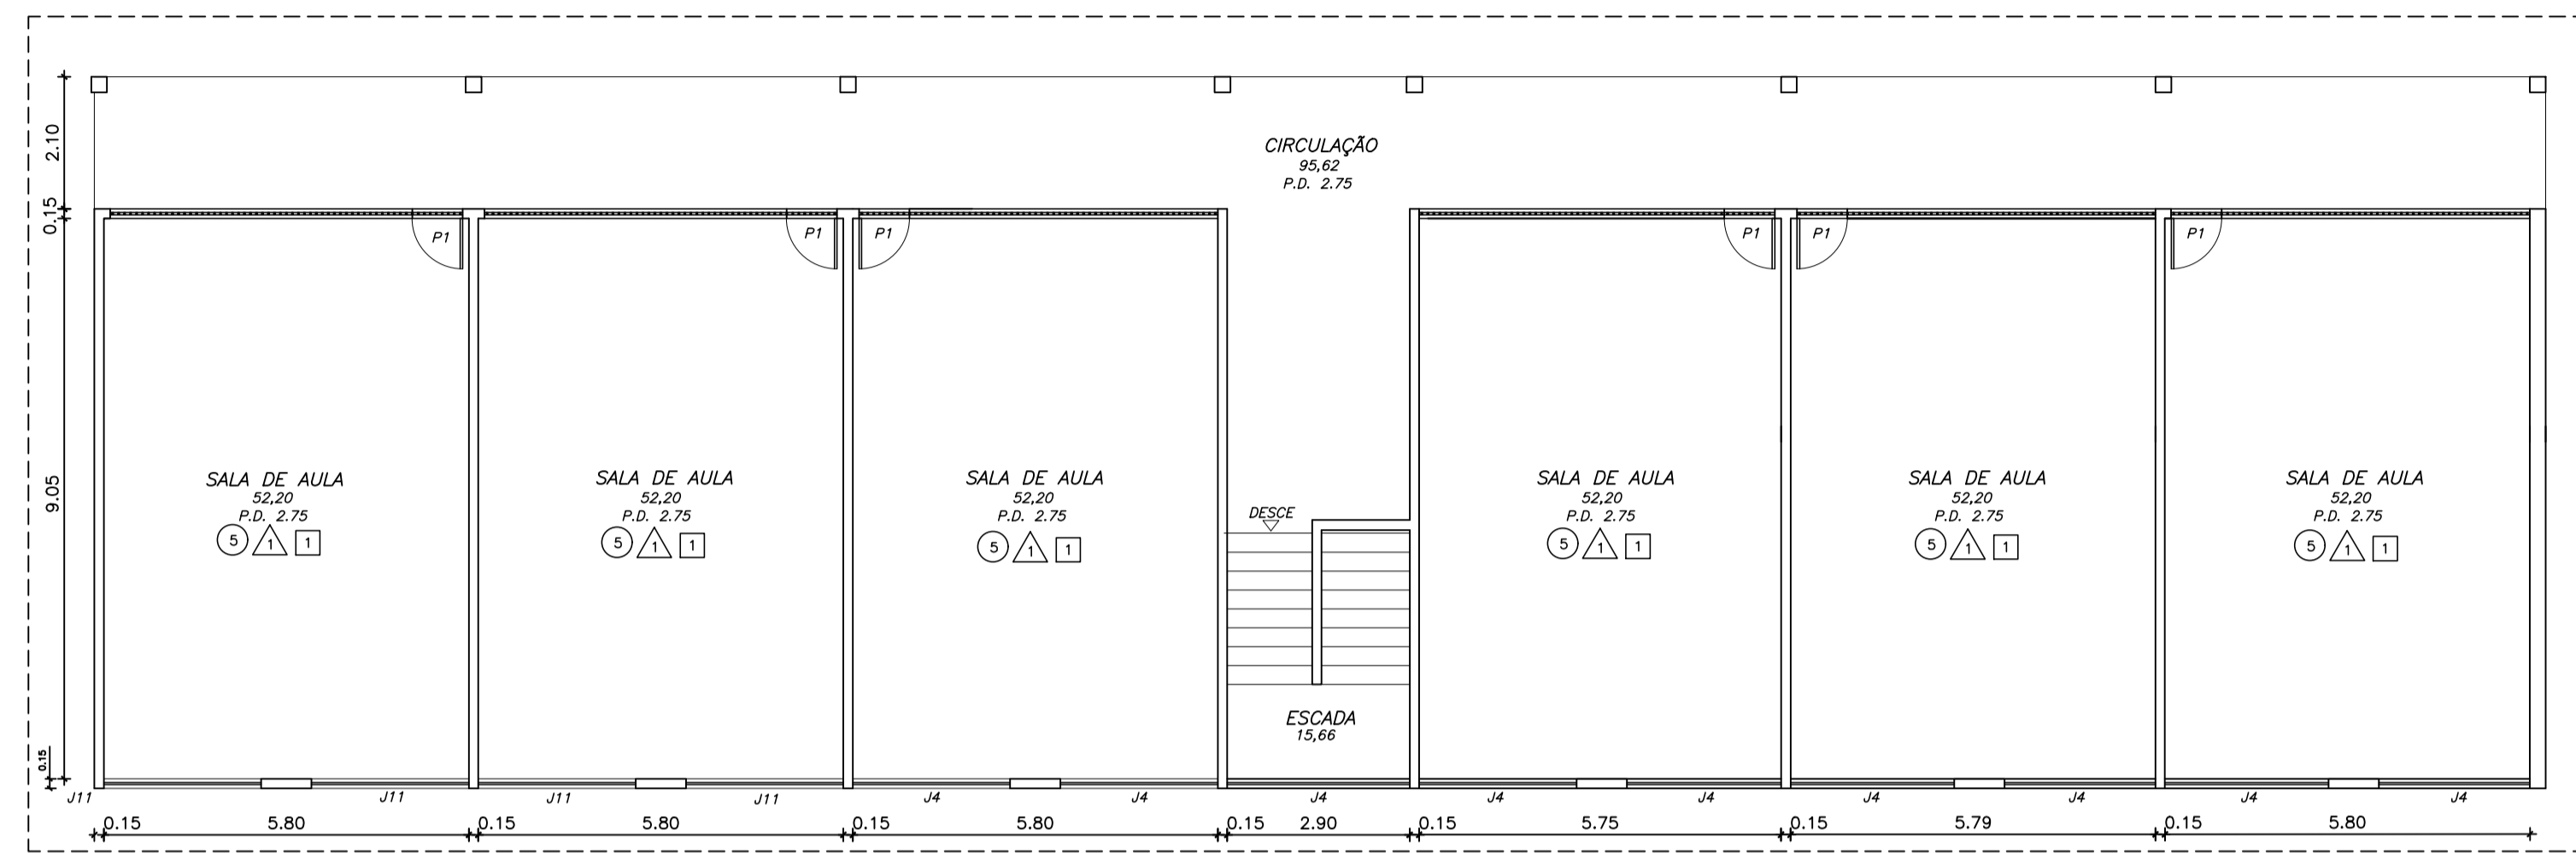 CIRCULAÇÃO
95,62
P.D. 2.75
2.10
0.15
9.05
0.15
P1
P1
P1
P1
P1
P1
SALA DE AULA
52,20
P.D. 2.75
5 1 1
SALA DE AULA
52,20
P.D. 2.75
5 1 1
SALA DE AULA
52,20
P.D. 2.75
5 1 1
DESCE
SALA DE AULA
52,20
P.D. 2.75
5 1 1
SALA DE AULA
52,20
P.D. 2.75
5 1 1
SALA DE AULA
52,20
P.D. 2.75
5 1 1
ESCADA
15,66
J11 J11 J11 J11 J4 J4 J4 J4 J4 J4 J4 J4 J4
0.15 5.80 0.15 5.80 0.15 5.80 0.15 2.90 0.15 5.75 0.15 5.79 0.15 5.80